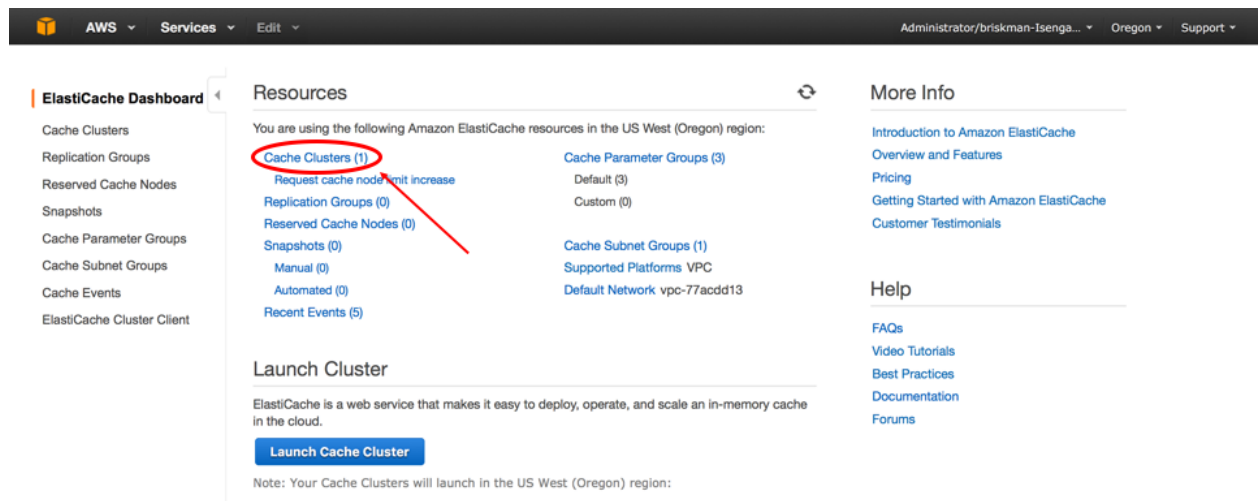 AWS Services Edit Administrator/briskman-Isenga... Oregon Support
ElastiCache Dashboard
Cache Clusters
Replication Groups
Reserved Cache Nodes
Snapshots
Cache Parameter Groups
Cache Subnet Groups
Cache Events
ElastiCache Cluster Client
Resources
You are using the following Amazon ElastiCache resources in the US West (Oregon) region:
Cache Clusters (1)
Request cache node limit increase
Replication Groups (0)
Reserved Cache Nodes (0)
Snapshots (0)
Manual (0)
Automated (0)
Recent Events (5)
Cache Parameter Groups (3)
Default (3)
Custom (0)
Cache Subnet Groups (1)
Supported Platforms VPC
Default Network vpc-77acdd13
Launch Cluster
ElastiCache is a web service that makes it easy to deploy, operate, and scale an in-memory cache
in the cloud.
Launch Cache Cluster
Note: Your Cache Clusters will launch in the US West (Oregon) region:
More Info
Introduction to Amazon ElastiCache
Overview and Features
Pricing
Getting Started with Amazon ElastiCache
Customer Testimonials
Help
FAQs
Video Tutorials
Best Practices
Documentation
Forums